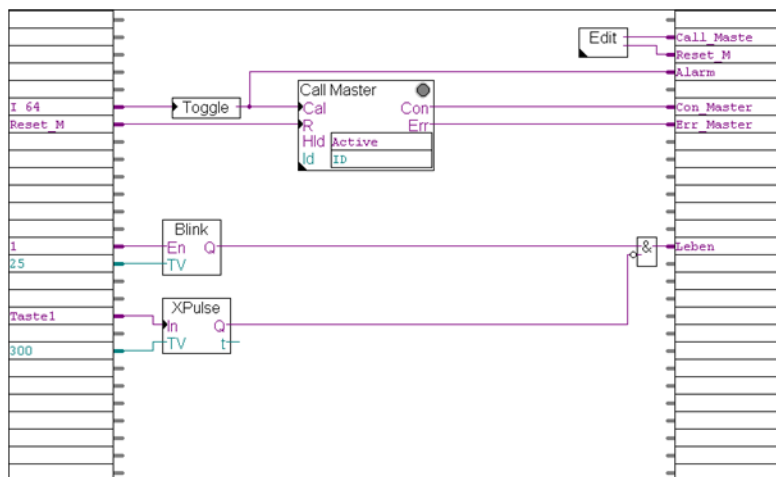 Edit
Call_Maste
Reset_M
Alarm
I 64
Toggle
Call Master
Cal
Con
Con_Master
Reset_M
R
Err
Err_Master
Hld
Active
Id
ID
Blink
1
En
Q
&
Leben
25
TV
XPulse
Taste1
In
Q
300
TV
t